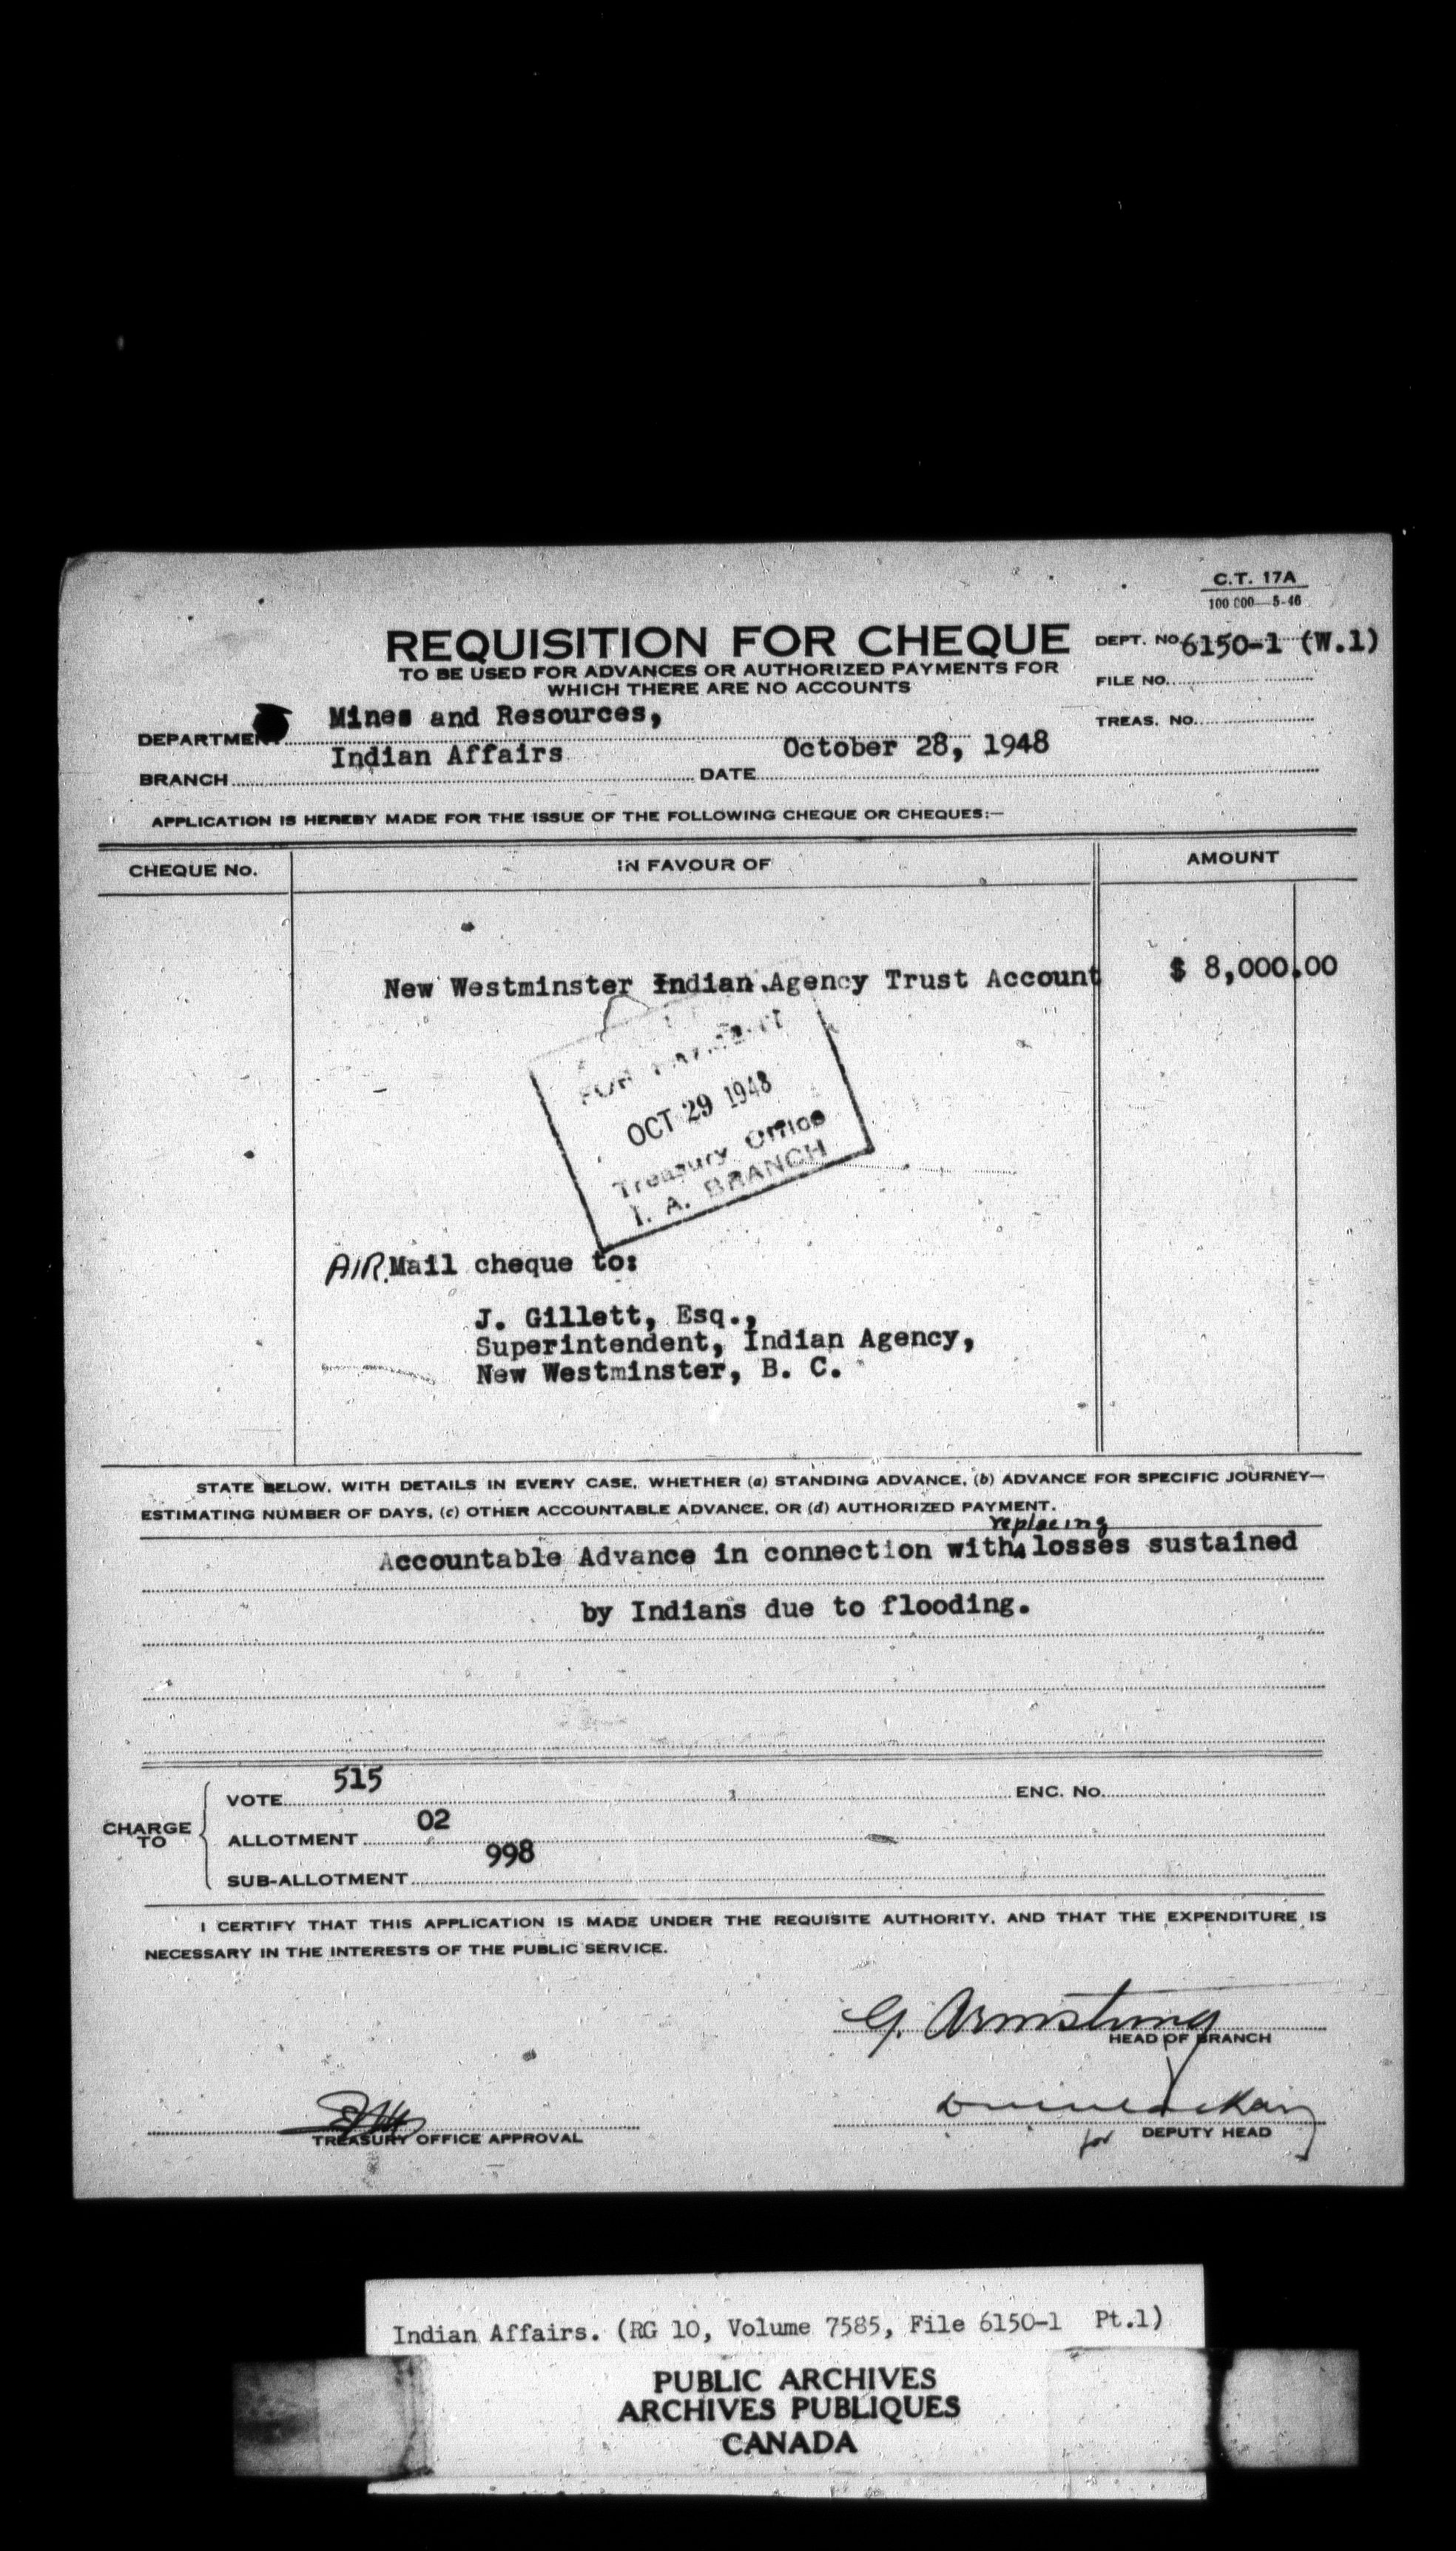 C.T. 17A
100 000—5-46
REQUISITION FOR CHEQUE
TO BE USED FOR ADVANCES OR AUTHORIZED PAYMENTS FOR
WHICH THERE ARE NO ACCOUNTS
DEPT. NO. 6150-1 (W.1)
FILE NO.
TREAS. NO.
DEPARTMENT Mines and Resources,
BRANCH Indian Affairs DATE October 28, 1948
APPLICATION IS HEREBY MADE FOR THE ISSUE OF THE FOLLOWING CHEQUE OR CHEQUES:—
CHEQUE NO. IN FAVOUR OF AMOUNT
New Westminster Indian Agency Trust Account $ 8,000.00
FOR PAYMENT
OCT 29 1948
Treasury Office
I. A. BRANCH
AIR Mail cheque to:
J. Gillett, Esq.,
Superintendent, Indian Agency,
New Westminster, B. C.
STATE BELOW, WITH DETAILS IN EVERY CASE, WHETHER (a) STANDING ADVANCE, (b) ADVANCE FOR SPECIFIC JOURNEY—
ESTIMATING NUMBER OF DAYS, (c) OTHER ACCOUNTABLE ADVANCE, OR (d) AUTHORIZED PAYMENT.
replacing
Accountable Advance in connection with losses sustained
by Indians due to flooding.
CHARGE TO
VOTE 515 ENC. NO.
ALLOTMENT 02
SUB-ALLOTMENT 998
I CERTIFY THAT THIS APPLICATION IS MADE UNDER THE REQUISITE AUTHORITY, AND THAT THE EXPENDITURE IS
NECESSARY IN THE INTERESTS OF THE PUBLIC SERVICE.
G. Armstrong
HEAD OF BRANCH
TREASURY OFFICE APPROVAL
for DEPUTY HEAD
Indian Affairs. (RG 10, Volume 7585, File 6150-1 Pt.1)
PUBLIC ARCHIVES
ARCHIVES PUBLIQUES
CANADA